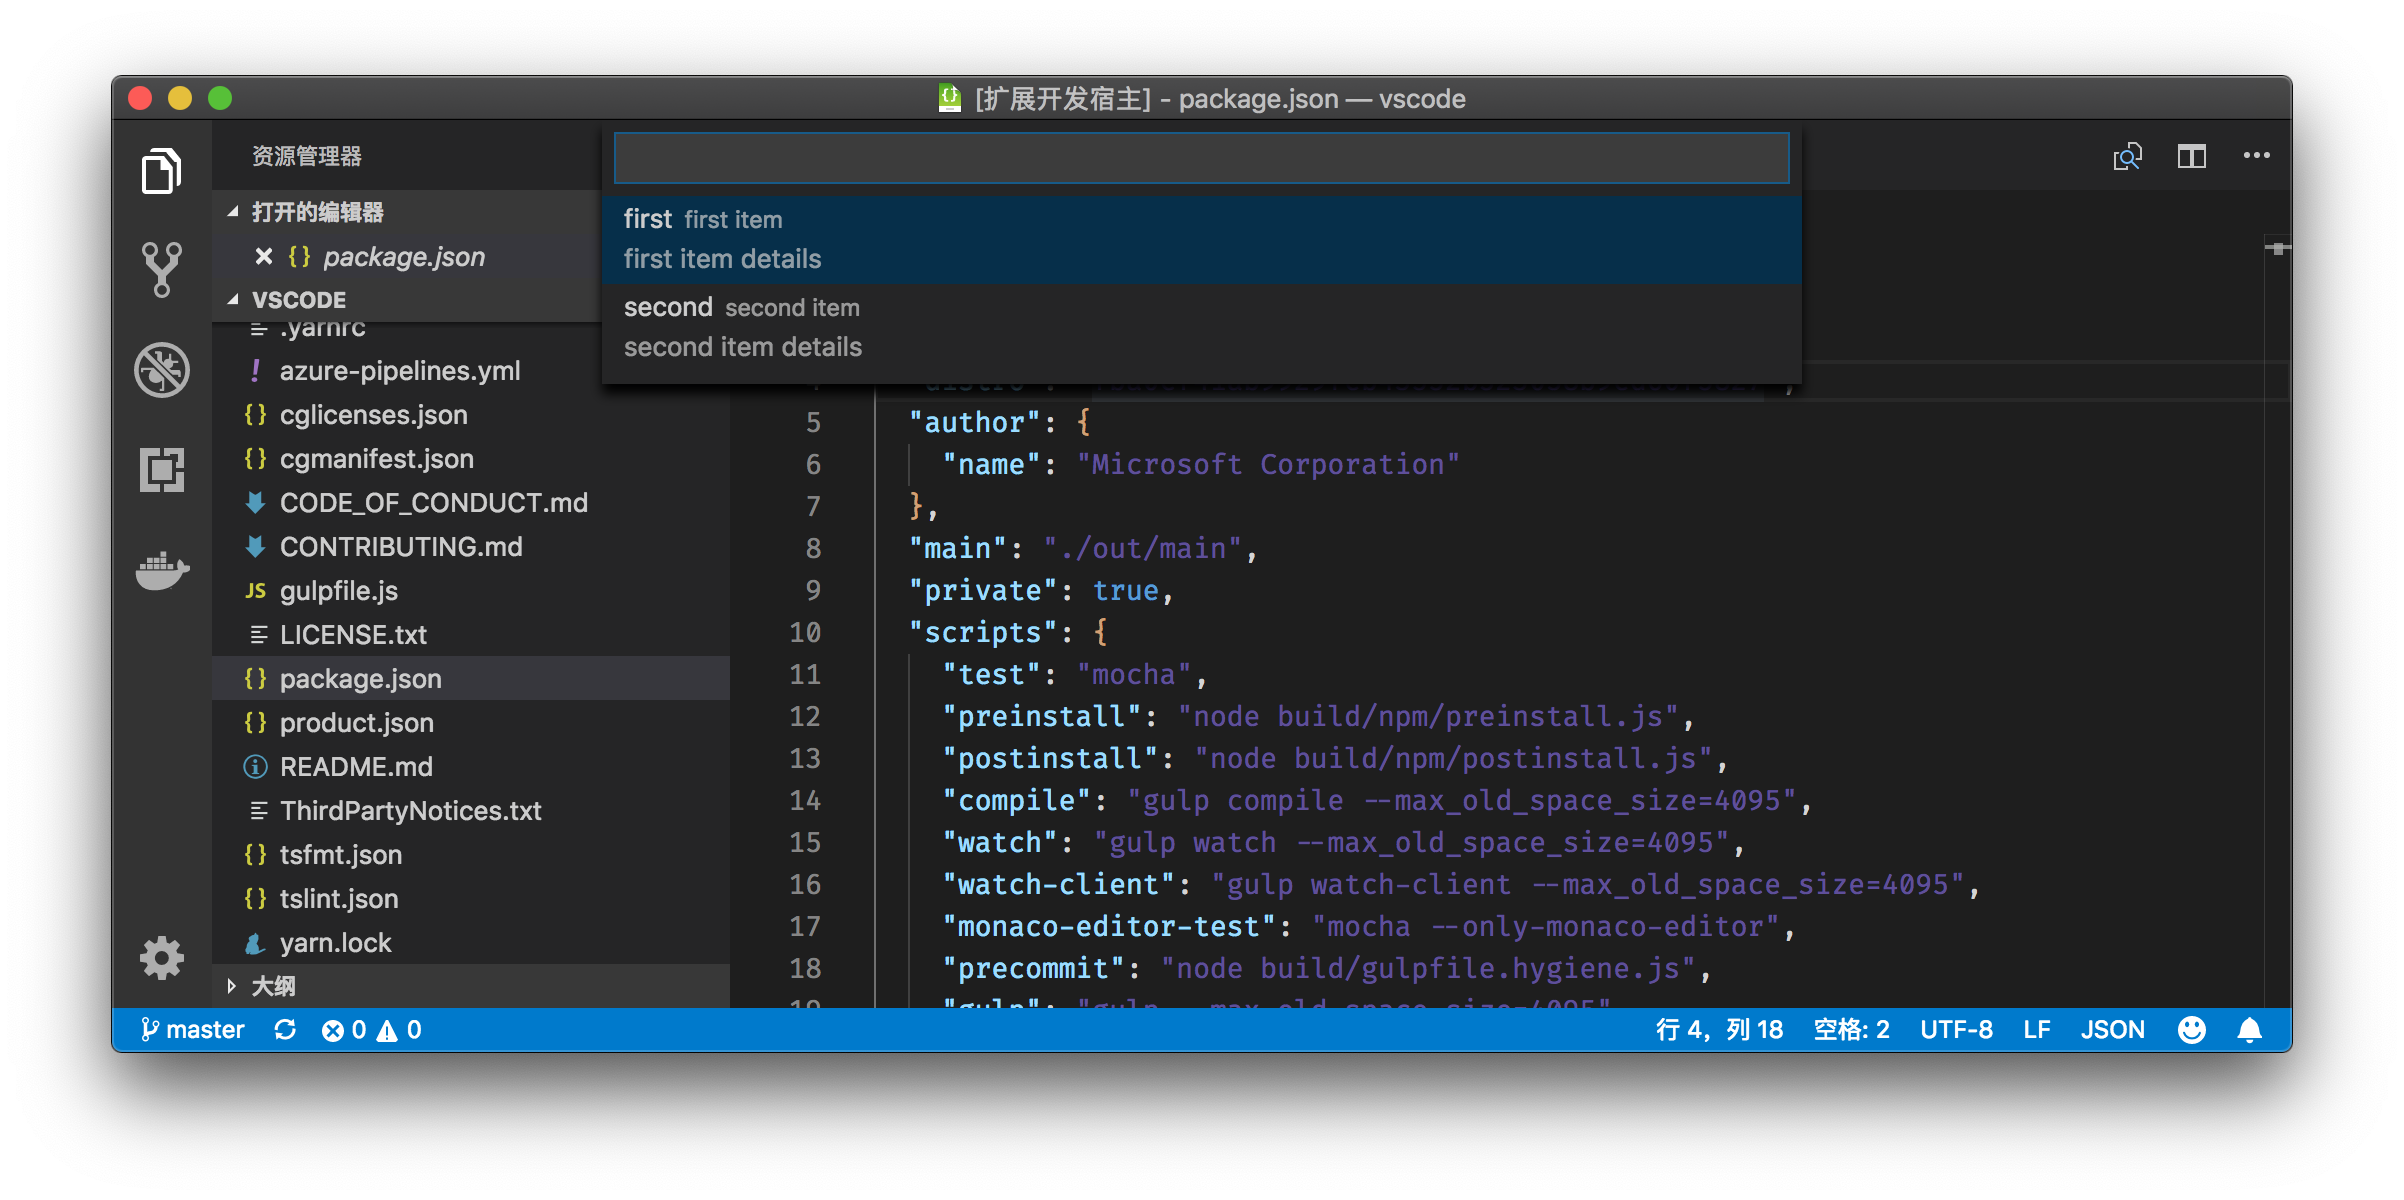 [扩展开发宿主] - package.json — vscode
资源管理器
打开的编辑器
package.json
VSCODE
.yarnrc
azure-pipelines.yml
cglicenses.json
cgmanifest.json
CODE_OF_CONDUCT.md
CONTRIBUTING.md
JS gulpfile.js
LICENSE.txt
package.json
product.json
README.md
ThirdPartyNotices.txt
tsfmt.json
tslint.json
yarn.lock
大纲
first first item
first item details
second second item
second item details
5 "author": {
6 "name": "Microsoft Corporation"
7 },
8 "main": "./out/main",
9 "private": true,
10 "scripts": {
11 "test": "mocha",
12 "preinstall": "node build/npm/preinstall.js",
13 "postinstall": "node build/npm/postinstall.js",
14 "compile": "gulp compile --max_old_space_size=4095",
15 "watch": "gulp watch --max_old_space_size=4095",
16 "watch-client": "gulp watch-client --max_old_space_size=4095",
17 "monaco-editor-test": "mocha --only-monaco-editor",
18 "precommit": "node build/gulpfile.hygiene.js",
19 "gulp": "gulp --max_old_space_size=4095"
master 0 0 行 4，列 18 空格: 2 UTF-8 LF JSON